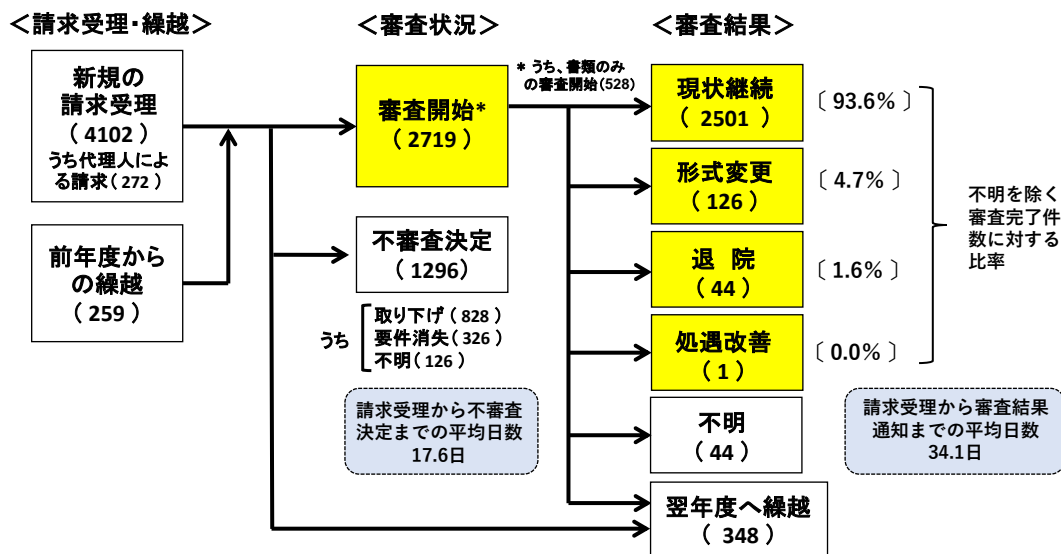 ＜請求受理・繰越＞
新規の
請求受理
（ 4102 ）
うち代理人によ
る請求（ 272 ）
前年度から
の繰越
（ 259 ）
＜審査状況＞
審査開始*
（ 2719 ）
* うち、書類のみ
の審査開始（528）
不審査決定
（ 1296）
うち
取り下げ（ 828 ）
要件消失（ 326 ）
不明（ 126 ）
請求受理から不審査
決定までの平均日数
17.6日
＜審査結果＞
現状継続
（ 2501 ）
〔 93.6% 〕
形式変更
（ 126 ）
〔 4.7% 〕
退 院
（ 44 ）
〔 1.6% 〕
処遇改善
（ 1 ）
〔 0.0% 〕
不明を除く
審査完了件
数に対する
比率
不明
（ 44 ）
請求受理から審査結果
通知までの平均日数
34.1日
翌年度へ繰越
（ 348 ）